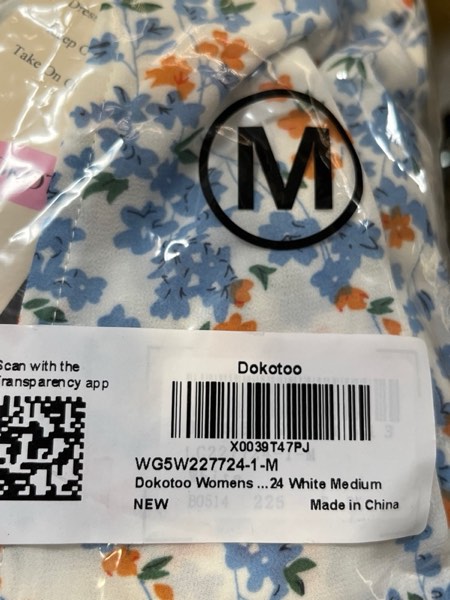 Take On
M
Scan with the
Transparency app
Dokotoo
X0039T47PJ
WG5W227724-1-M
Dokotoo Womens ...24 White Medium
NEW
Made in China